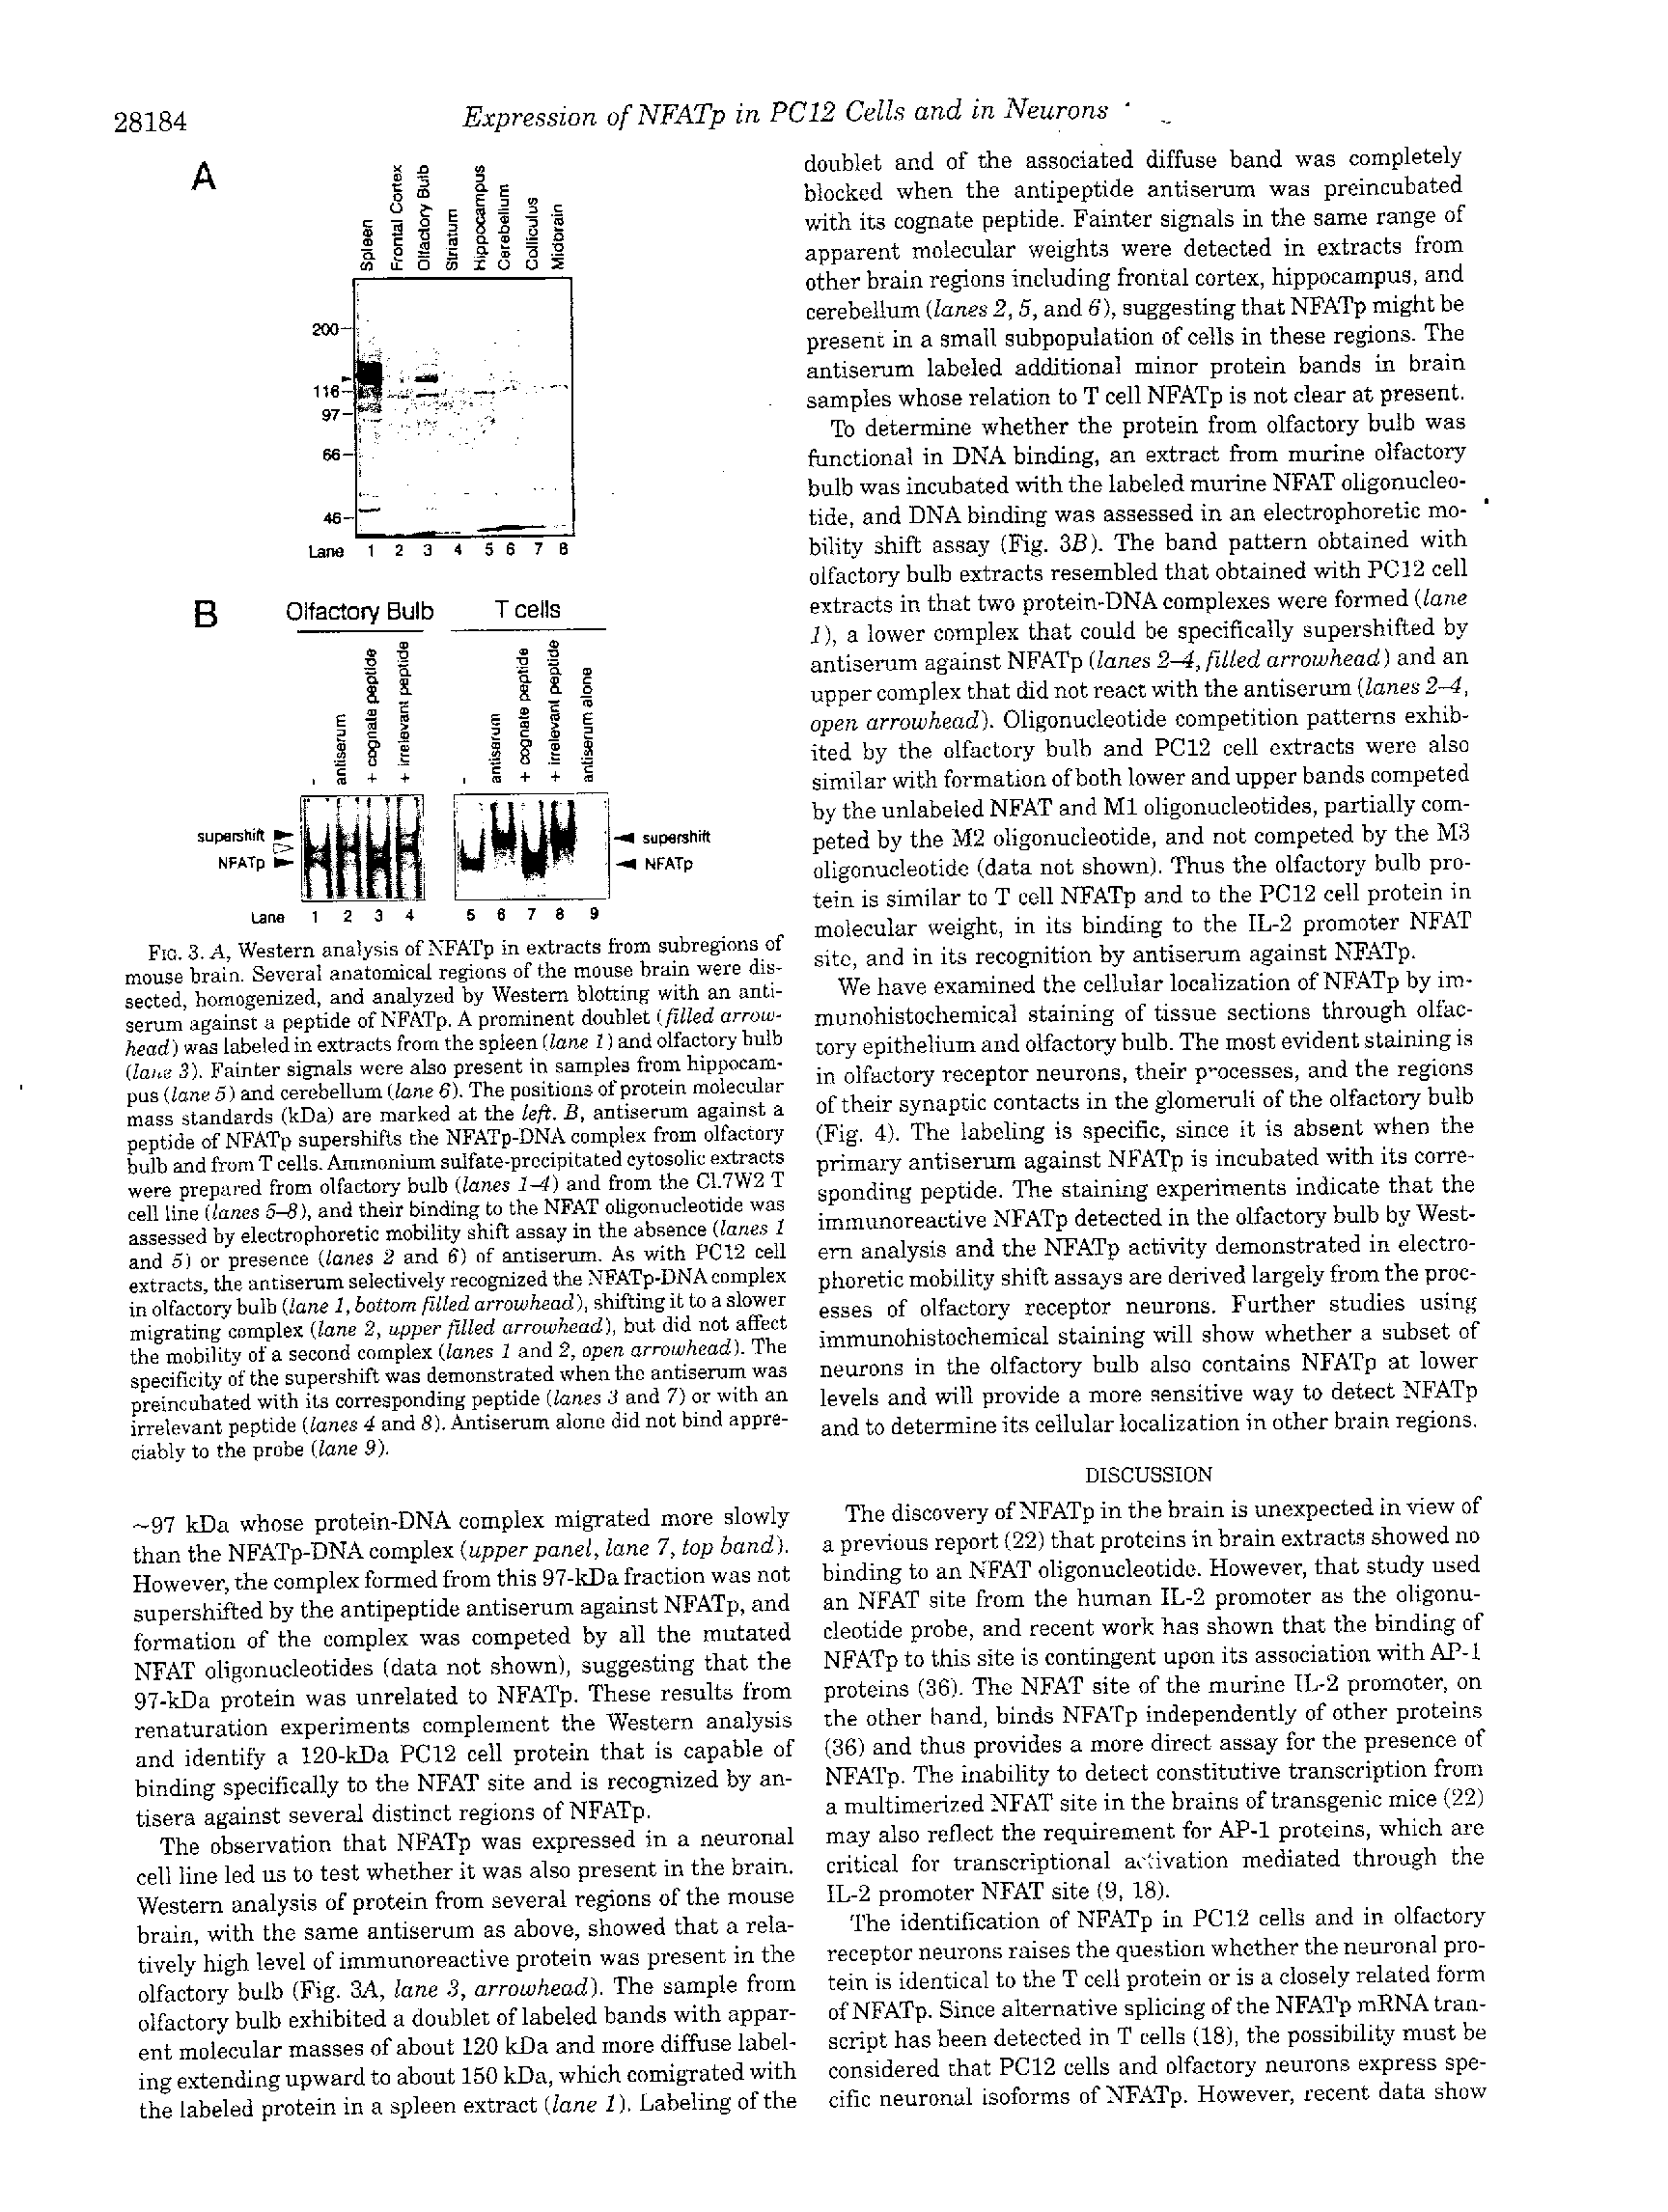 28184
Expression of NFATp in PC12 Cells and in Neurons
A
Spleen
Frontal Cortex
Olfactory Bulb
Striatum
Hippocampus
Cerebellum
Colliculus
Midbrain
200
116
97
66
46
Lane 1 2 3 4 5 6 7 8
B
Olfactory Bulb
T cells
-
antiserum
+ cognate peptide
+ irrelevant peptide
-
antiserum
+ cognate peptide
+ irrelevant peptide
antiserum alone
supershift
NFATp
supershift
NFATp
Lane 1 2 3 4 5 6 7 8 9
FIG. 3. A, Western analysis of NFATp in extracts from subregions of
mouse brain. Several anatomical regions of the mouse brain were dis-
sected, homogenized, and analyzed by Western blotting with an anti-
serum against a peptide of NFATp. A prominent doublet (filled arrow-
head) was labeled in extracts from the spleen (lane 1) and olfactory bulb
(lane 3). Fainter signals were also present in samples from hippocam-
pus (lane 5) and cerebellum (lane 6). The positions of protein molecular
mass standards (kDa) are marked at the left. B, antiserum against a
peptide of NFATp supershifts the NFATp-DNA complex from olfactory
bulb and from T cells. Ammonium sulfate-precipitated cytosolic extracts
were prepared from olfactory bulb (lanes 1–4) and from the Cl.7W2 T
cell line (lanes 5–8), and their binding to the NFAT oligonucleotide was
assessed by electrophoretic mobility shift assay in the absence (lanes 1
and 5) or presence (lanes 2 and 6) of antiserum. As with PC12 cell
extracts, the antiserum selectively recognized the NFATp-DNA complex
in olfactory bulb (lane 1, bottom filled arrowhead), shifting it to a slower
migrating complex (lane 2, upper filled arrowhead), but did not affect
the mobility of a second complex (lanes 1 and 2, open arrowhead). The
specificity of the supershift was demonstrated when the antiserum was
preincubated with its corresponding peptide (lanes 3 and 7) or with an
irrelevant peptide (lanes 4 and 8). Antiserum alone did not bind appre-
ciably to the probe (lane 9).
~97 kDa whose protein-DNA complex migrated more slowly
than the NFATp-DNA complex (upper panel, lane 7, top band).
However, the complex formed from this 97-kDa fraction was not
supershifted by the antipeptide antiserum against NFATp, and
formation of the complex was competed by all the mutated
NFAT oligonucleotides (data not shown), suggesting that the
97-kDa protein was unrelated to NFATp. These results from
renaturation experiments complement the Western analysis
and identify a 120-kDa PC12 cell protein that is capable of
binding specifically to the NFAT site and is recognized by an-
tisera against several distinct regions of NFATp.
The observation that NFATp was expressed in a neuronal
cell line led us to test whether it was also present in the brain.
Western analysis of protein from several regions of the mouse
brain, with the same antiserum as above, showed that a rela-
tively high level of immunoreactive protein was present in the
olfactory bulb (Fig. 3A, lane 3, arrowhead). The sample from
olfactory bulb exhibited a doublet of labeled bands with appar-
ent molecular masses of about 120 kDa and more diffuse label-
ing extending upward to about 150 kDa, which comigrated with
the labeled protein in a spleen extract (lane 1). Labeling of the
doublet and of the associated diffuse band was completely
blocked when the antipeptide antiserum was preincubated
with its cognate peptide. Fainter signals in the same range of
apparent molecular weights were detected in extracts from
other brain regions including frontal cortex, hippocampus, and
cerebellum (lanes 2, 5, and 6), suggesting that NFATp might be
present in a small subpopulation of cells in these regions. The
antiserum labeled additional minor protein bands in brain
samples whose relation to T cell NFATp is not clear at present.
To determine whether the protein from olfactory bulb was
functional in DNA binding, an extract from murine olfactory
bulb was incubated with the labeled murine NFAT oligonucleo-
tide, and DNA binding was assessed in an electrophoretic mo-
bility shift assay (Fig. 3B). The band pattern obtained with
olfactory bulb extracts resembled that obtained with PC12 cell
extracts in that two protein-DNA complexes were formed (lane
1), a lower complex that could be specifically supershifted by
antiserum against NFATp (lanes 2–4, filled arrowhead) and an
upper complex that did not react with the antiserum (lanes 2–4,
open arrowhead). Oligonucleotide competition patterns exhib-
ited by the olfactory bulb and PC12 cell extracts were also
similar with formation of both lower and upper bands competed
by the unlabeled NFAT and M1 oligonucleotides, partially com-
peted by the M2 oligonucleotide, and not competed by the M3
oligonucleotide (data not shown). Thus the olfactory bulb pro-
tein is similar to T cell NFATp and to the PC12 cell protein in
molecular weight, in its binding to the IL-2 promoter NFAT
site, and in its recognition by antiserum against NFATp.
We have examined the cellular localization of NFATp by im-
munohistochemical staining of tissue sections through olfac-
tory epithelium and olfactory bulb. The most evident staining is
in olfactory receptor neurons, their processes, and the regions
of their synaptic contacts in the glomeruli of the olfactory bulb
(Fig. 4). The labeling is specific, since it is absent when the
primary antiserum against NFATp is incubated with its corre-
sponding peptide. The staining experiments indicate that the
immunoreactive NFATp detected in the olfactory bulb by West-
ern analysis and the NFATp activity demonstrated in electro-
phoretic mobility shift assays are derived largely from the proc-
esses of olfactory receptor neurons. Further studies using
immunohistochemical staining will show whether a subset of
neurons in the olfactory bulb also contains NFATp at lower
levels and will provide a more sensitive way to detect NFATp
and to determine its cellular localization in other brain regions.
DISCUSSION
The discovery of NFATp in the brain is unexpected in view of
a previous report (22) that proteins in brain extracts showed no
binding to an NFAT oligonucleotide. However, that study used
an NFAT site from the human IL-2 promoter as the oligonu-
cleotide probe, and recent work has shown that the binding of
NFATp to this site is contingent upon its association with AP-1
proteins (36). The NFAT site of the murine IL-2 promoter, on
the other hand, binds NFATp independently of other proteins
(36) and thus provides a more direct assay for the presence of
NFATp. The inability to detect constitutive transcription from
a multimerized NFAT site in the brains of transgenic mice (22)
may also reflect the requirement for AP-1 proteins, which are
critical for transcriptional activation mediated through the
IL-2 promoter NFAT site (9, 18).
The identification of NFATp in PC12 cells and in olfactory
receptor neurons raises the question whether the neuronal pro-
tein is identical to the T cell protein or is a closely related form
of NFATp. Since alternative splicing of the NFATp mRNA tran-
script has been detected in T cells (18), the possibility must be
considered that PC12 cells and olfactory neurons express spe-
cific neuronal isoforms of NFATp. However, recent data show